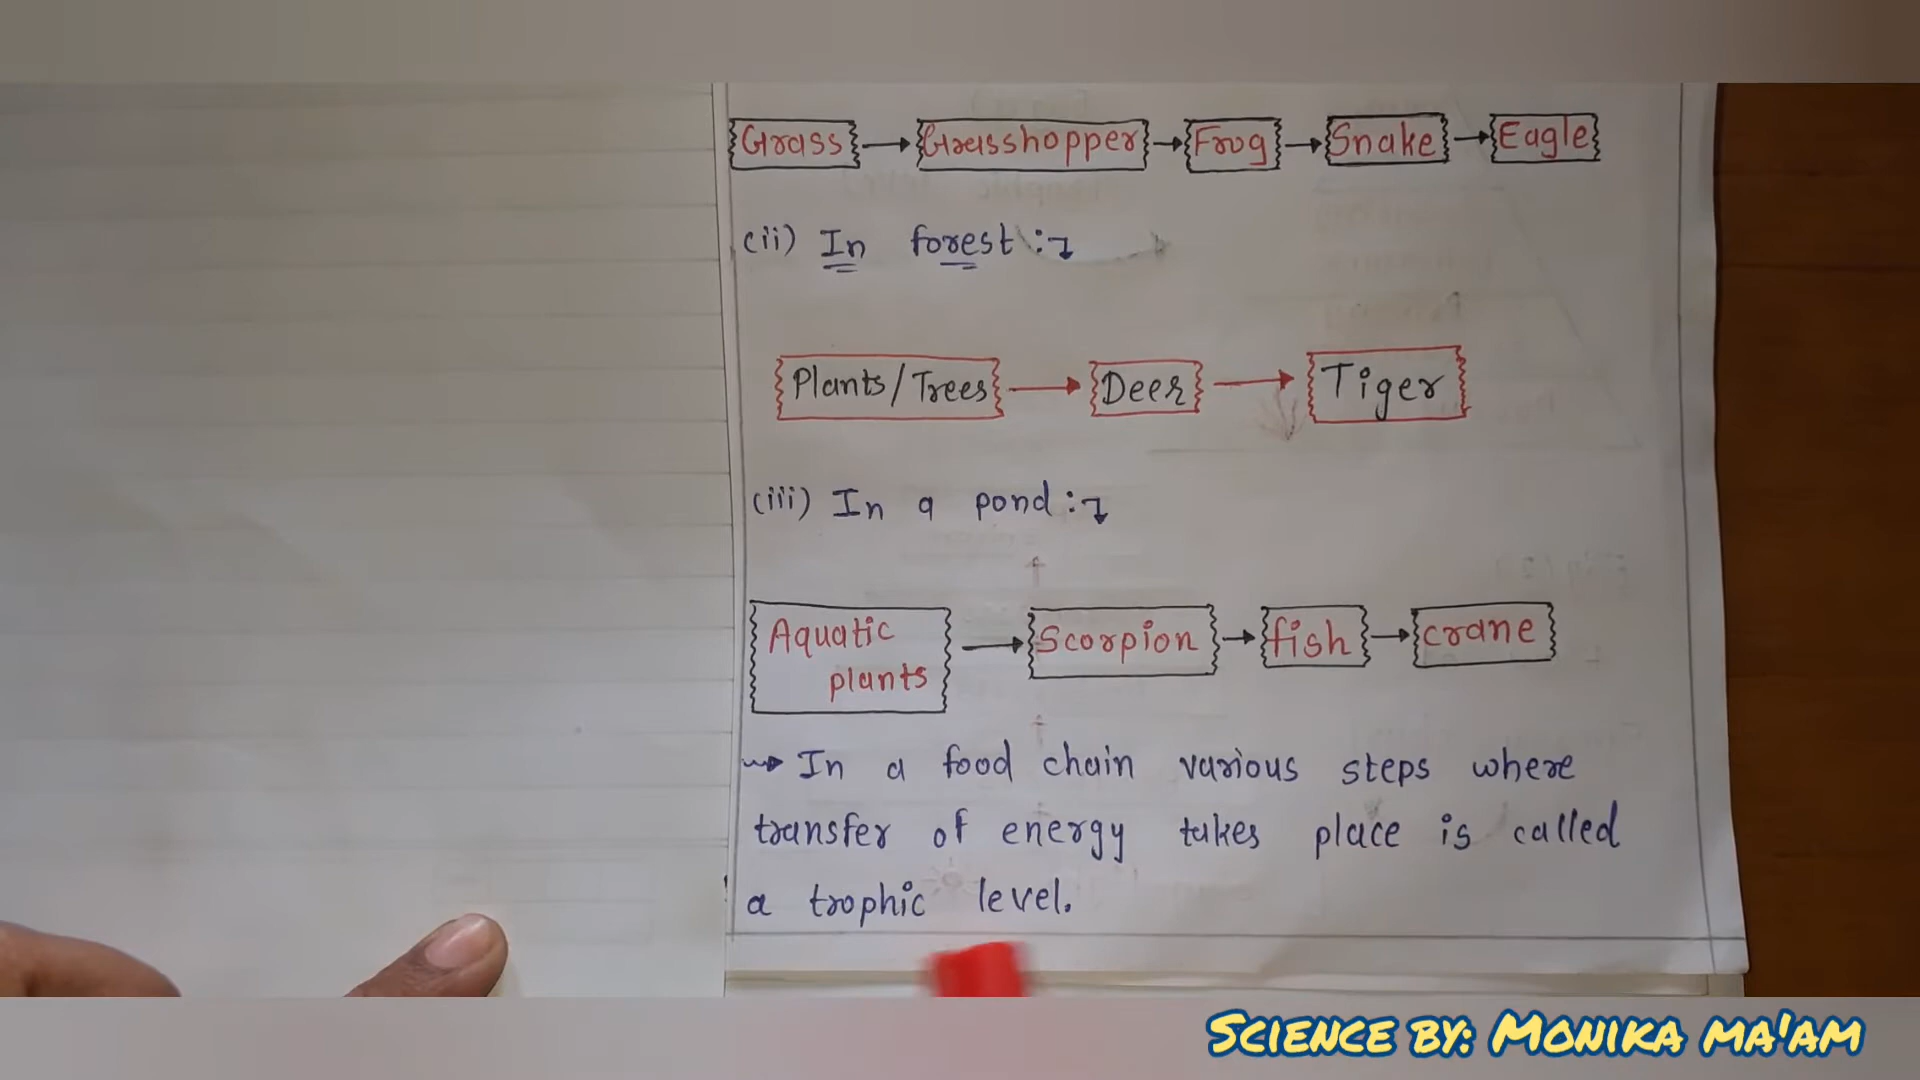 Grass → Grasshopper → Frog → Snake → Eagle
(ii) In forest :
Plants/Trees → Deer → Tiger
(iii) In a pond :
Aquatic plants → Scorpion → fish → crane
In a food chain various steps where
transfer of energy takes place is called
a trophic level.
Science by: Monika ma'am